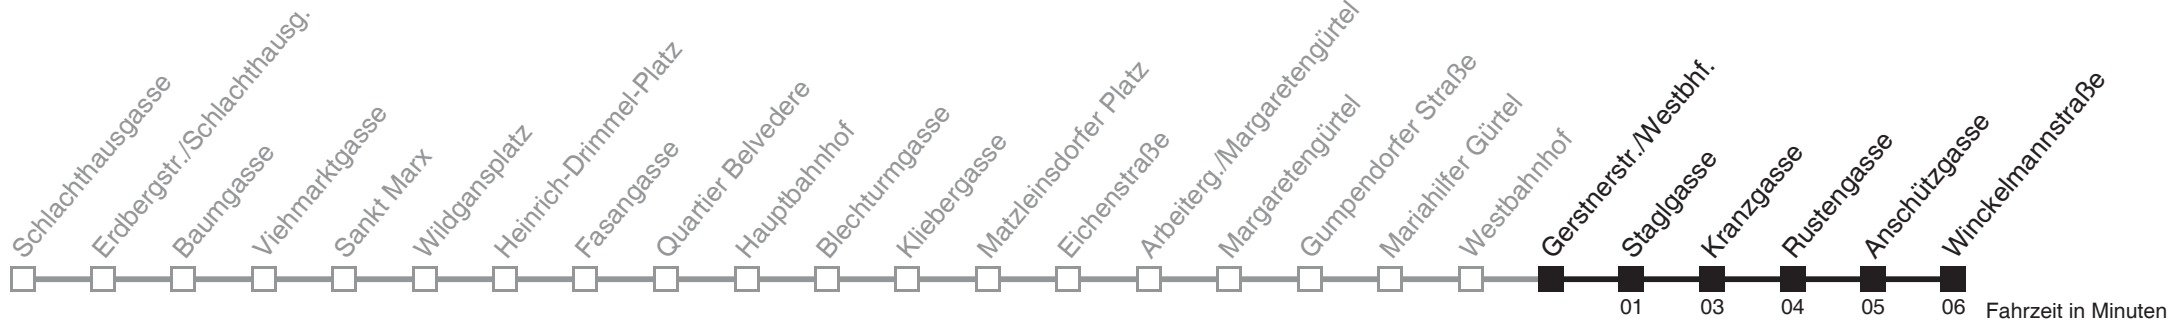 Schlachthausgasse
Erdbergstr./Schlachthausg.
Baumgasse
Viehmarktgasse
Sankt Marx
Wildgansplatz
Heinrich-Drimmel-Platz
Fasangasse
Quartier Belvedere
Hauptbahnhof
Blechturmgasse
Kliebergasse
Matzleinsdorfer Platz
Eichenstraße
Arbeiterg./Margaretengürtel
Margaretengürtel
Gumpendorfer Straße
Mariahilfer Gürtel
Westbahnhof
Gerstnerstr./Westbhf.
Staglgasse
Kranzgasse
Rustengasse
Anschützgasse
Winckelmannstraße
01 03 04 05 06 Fahrzeit in Minuten